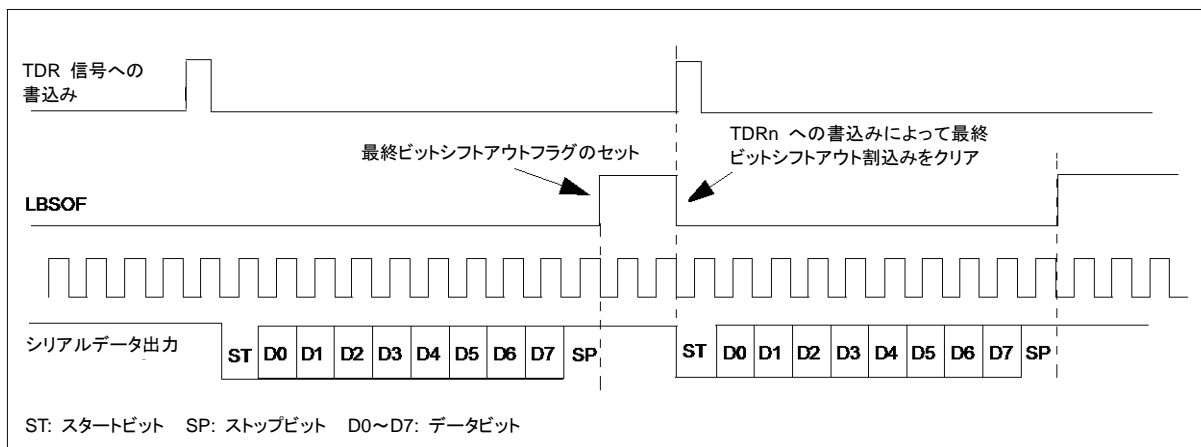 TDR 信号への
書込み
最終ビットシフトアウトフラグのセット
TDRn への書込みによって最終
ビットシフトアウト割込みをクリア
LBSOF
シリアルデータ出力
ST D0 D1 D2 D3 D4 D5 D6 D7 SP ST D0 D1 D2 D3 D4 D5 D6 D7 SP
ST: スタートビット SP: ストップビット D0～D7: データビット